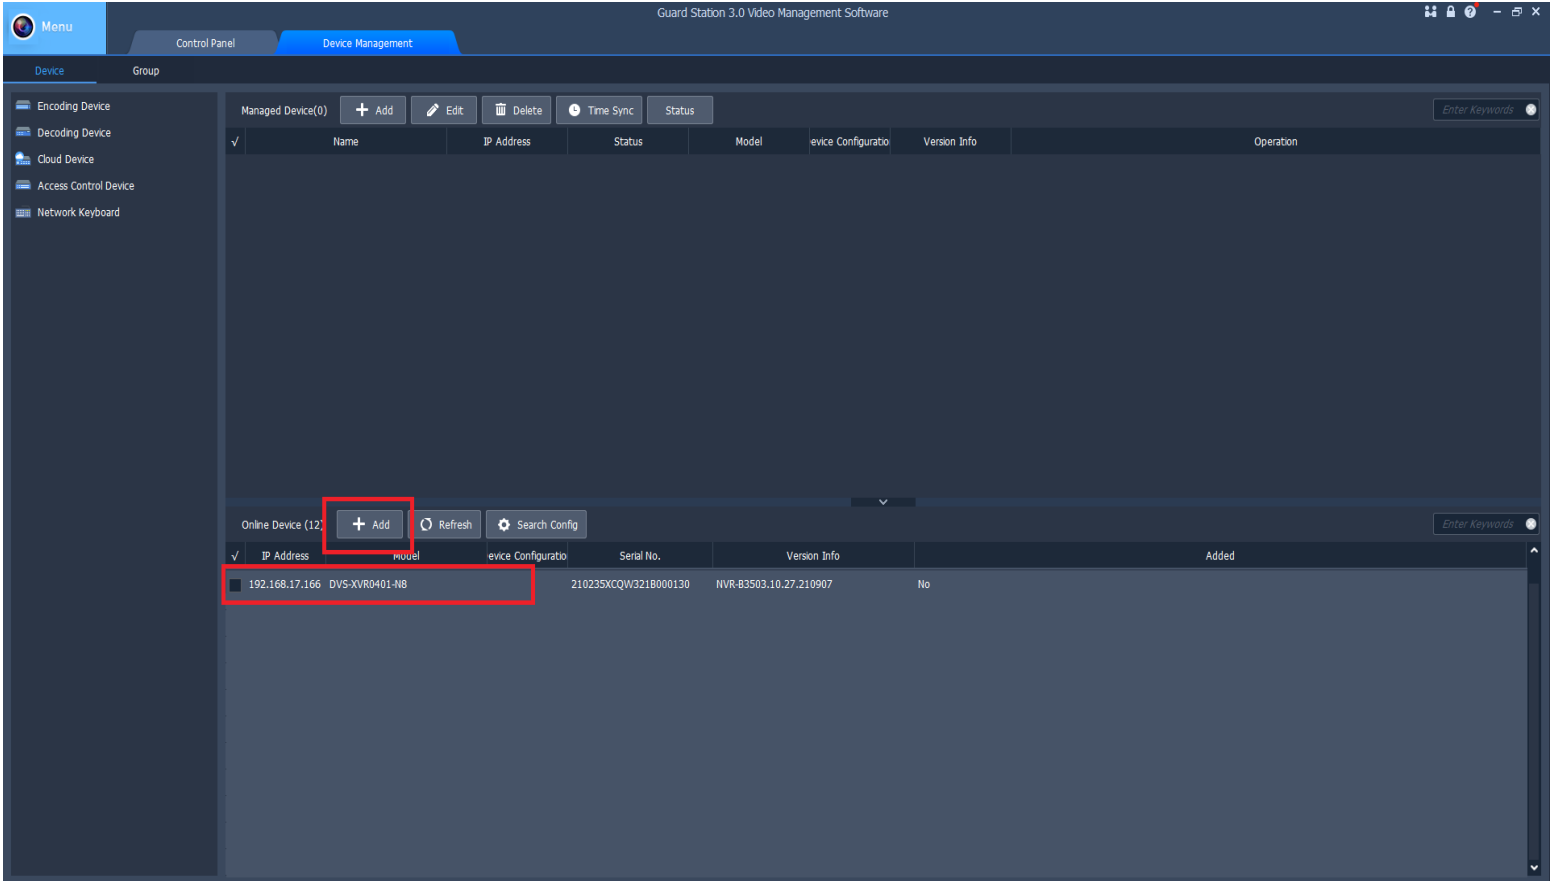 Guard Station 3.0 Video Management Software
Menu
Control Panel
Device Management
Device
Group
Encoding Device
Decoding Device
Cloud Device
Access Control Device
Network Keyboard
Managed Device(0)
Add
Edit
Delete
Time Sync
Status
Enter Keywords
√ Name IP Address Status Model evice Configuratio Version Info Operation
Online Device (12)
Add
Refresh
Search Config
Enter Keywords
√ IP Address Model evice Configuratio Serial No. Version Info Added
192.168.17.166 DVS-XVR0401-N8 210235XCQW321B000130 NVR-B3503.10.27.210907 No